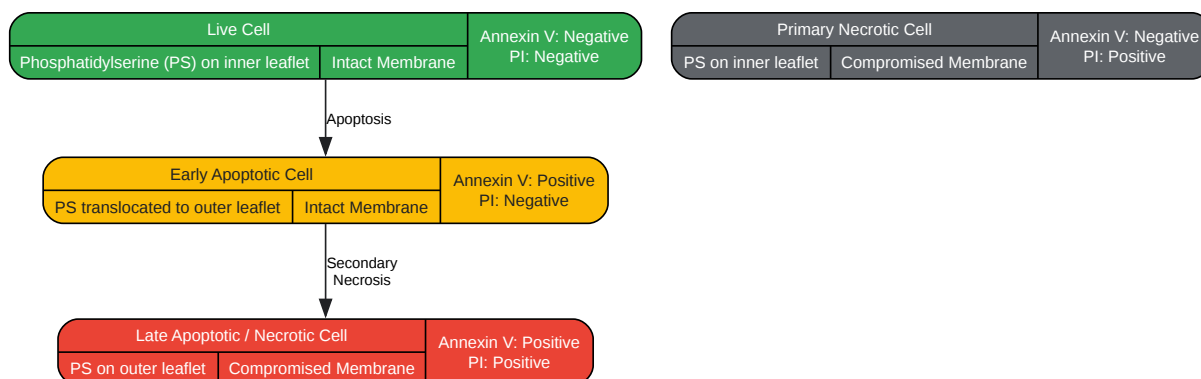 Live Cell
Phosphatidylserine (PS) on inner leaflet
Intact Membrane
Annexin V: Negative
PI: Negative
Primary Necrotic Cell
PS on inner leaflet
Compromised Membrane
Annexin V: Negative
PI: Positive
Apoptosis
Early Apoptotic Cell
PS translocated to outer leaflet
Intact Membrane
Annexin V: Positive
PI: Negative
Secondary
Necrosis
Late Apoptotic / Necrotic Cell
PS on outer leaflet
Compromised Membrane
Annexin V: Positive
PI: Positive